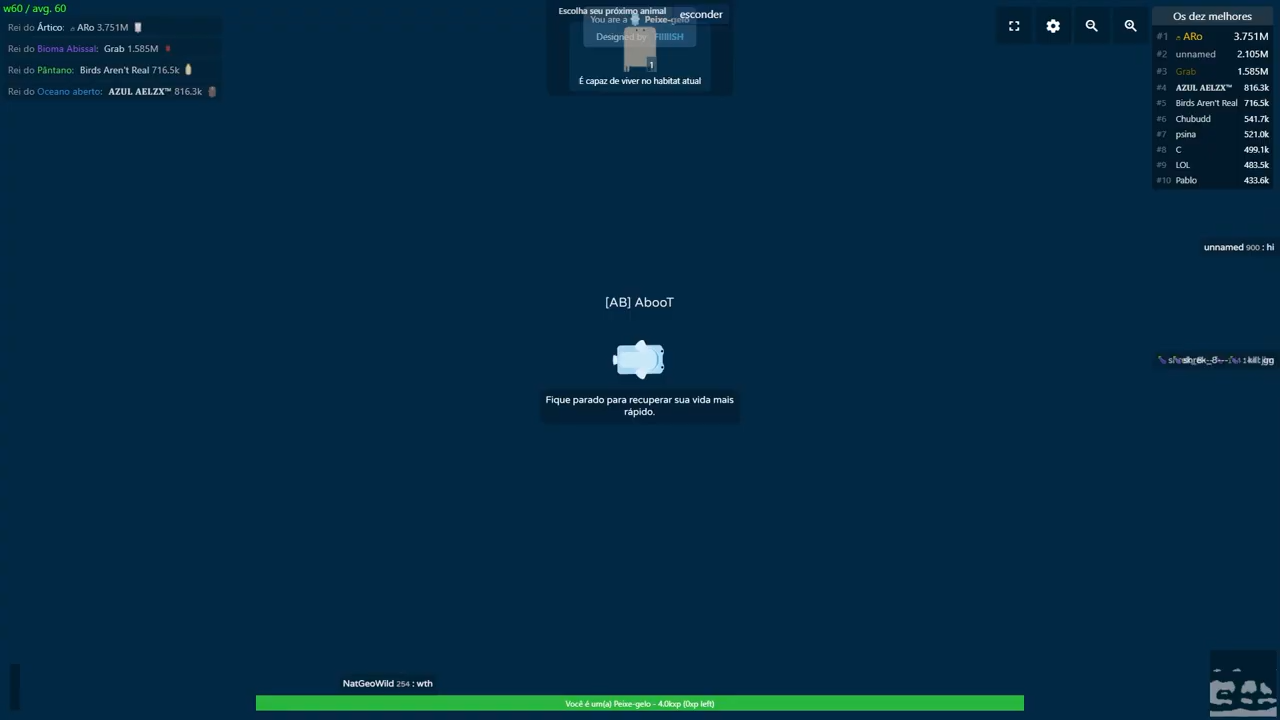 w60 / avg. 60
Rei do Ártico: ARo 3.751M
Rei do Bioma Abissal: Grab 1.585M
Rei do Pântano: Birds Aren't Real 716.5k
Rei do Oceano aberto: AZUL AELZX™ 816.3k
Escolha seu próximo animal
esconder
You are a Peixe-gelo
Designed by FIIIIISH
1
É capaz de viver no habitat atual
Os dez melhores
#1 ARo 3.751M
#2 unnamed 2.105M
#3 Grab 1.585M
#4 AZUL AELZX™ 816.3k
#5 Birds Aren't Real 716.5k
#6 Chubudd 541.7k
#7 psina 521.0k
#8 C 499.1k
#9 LOL 483.5k
#10 Pablo 433.6k
unnamed 900 : hi
[AB] AbooT
Fique parado para recuperar sua vida mais
rápido.
NatGeoWild 254 : wth
Você é um(a) Peixe-gelo - 4.0kxp (0xp left)